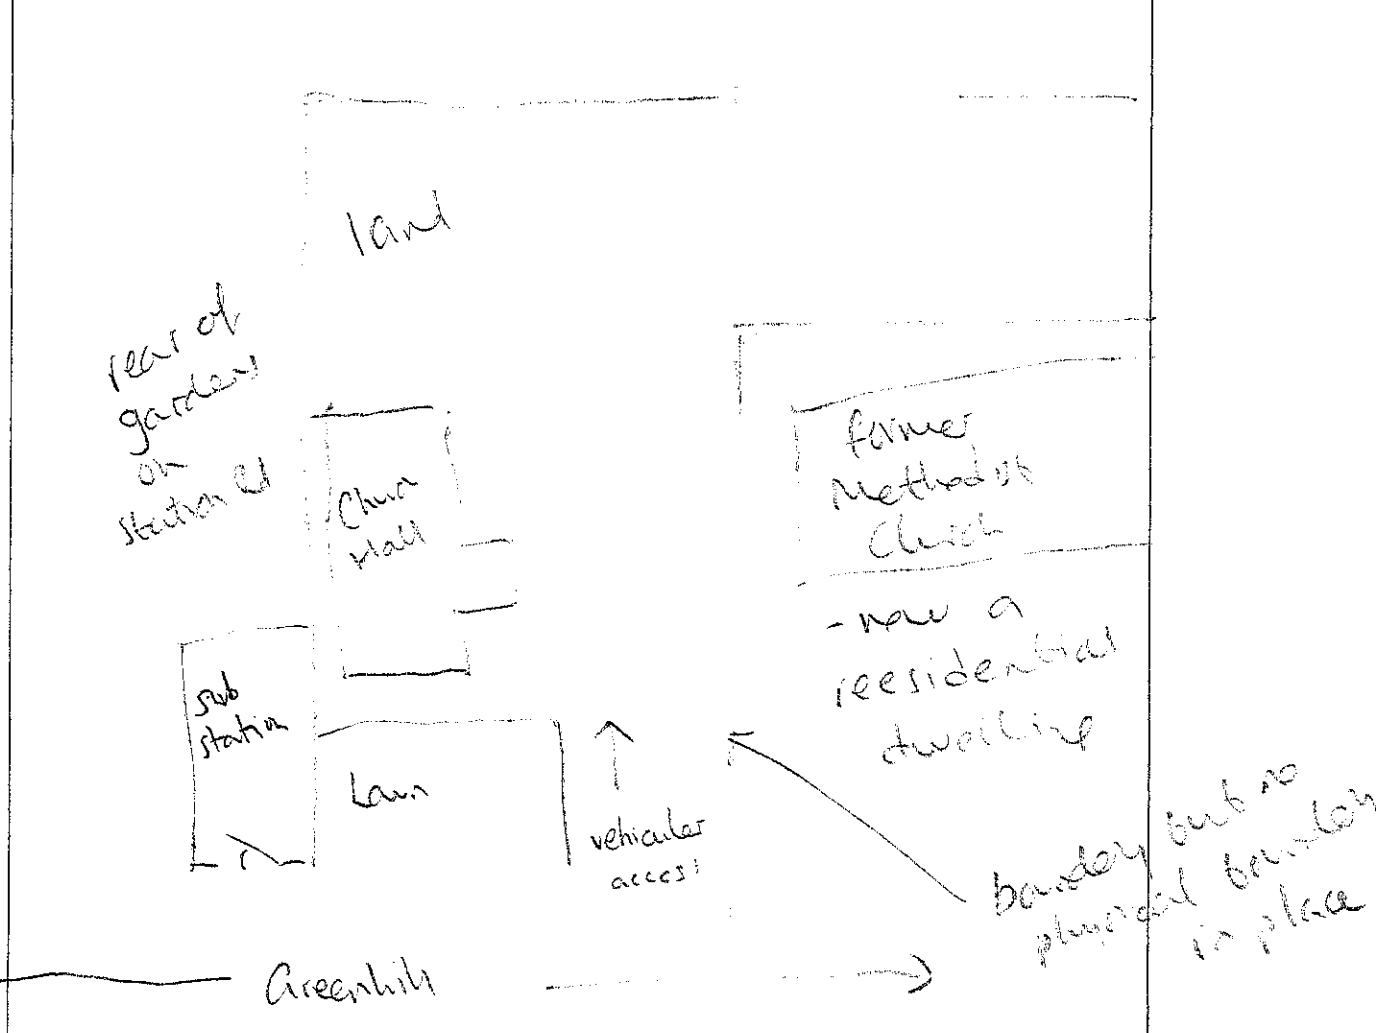 land
rear of
gardens
on
station rd
Church
Hall
former
Methodist
Church
- now a
reesidential
dwelling
sub
station
Lawn
vehicular
access
boundary but no
physical boundary
in place
Greenhill